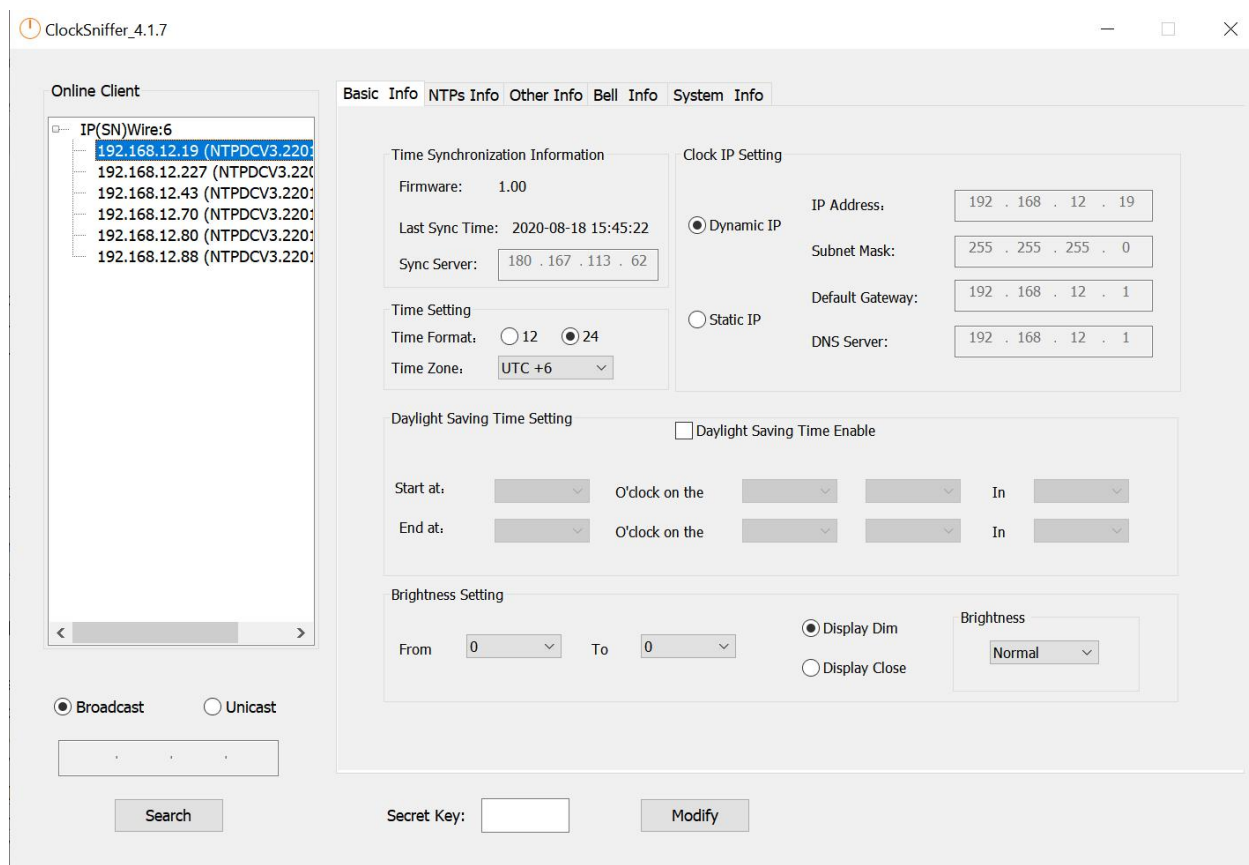 ClockSniffer_4.1.7
Online Client
IP(SN)Wire:6
192.168.12.19 (NTPDCV3.2201
192.168.12.227 (NTPDCV3.220
192.168.12.43 (NTPDCV3.2201
192.168.12.70 (NTPDCV3.2201
192.168.12.80 (NTPDCV3.2201
192.168.12.88 (NTPDCV3.2201
Broadcast Unicast
Search
Basic Info NTPs Info Other Info Bell Info System Info
Time Synchronization Information
Firmware: 1.00
Last Sync Time: 2020-08-18 15:45:22
Sync Server: 180 . 167 . 113 . 62
Time Setting
Time Format: 12 24
Time Zone: UTC +6
Clock IP Setting
Dynamic IP
Static IP
IP Address: 192 . 168 . 12 . 19
Subnet Mask: 255 . 255 . 255 . 0
Default Gateway: 192 . 168 . 12 . 1
DNS Server: 192 . 168 . 12 . 1
Daylight Saving Time Setting
Daylight Saving Time Enable
Start at: O'clock on the In
End at: O'clock on the In
Brightness Setting
From 0 To 0
Display Dim
Display Close
Brightness
Normal
Secret Key: Modify